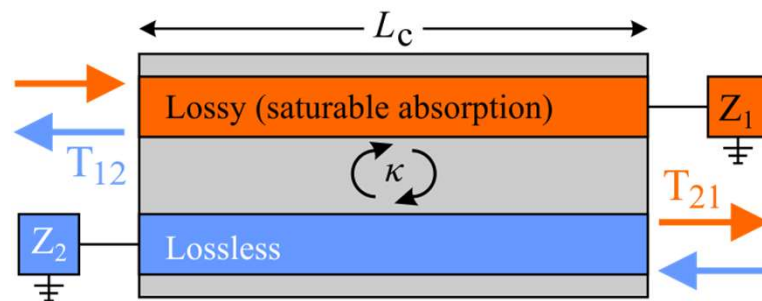 L_c
Lossy (saturable absorption)
Z_1
T_12
κ
T_21
Z_2
Lossless